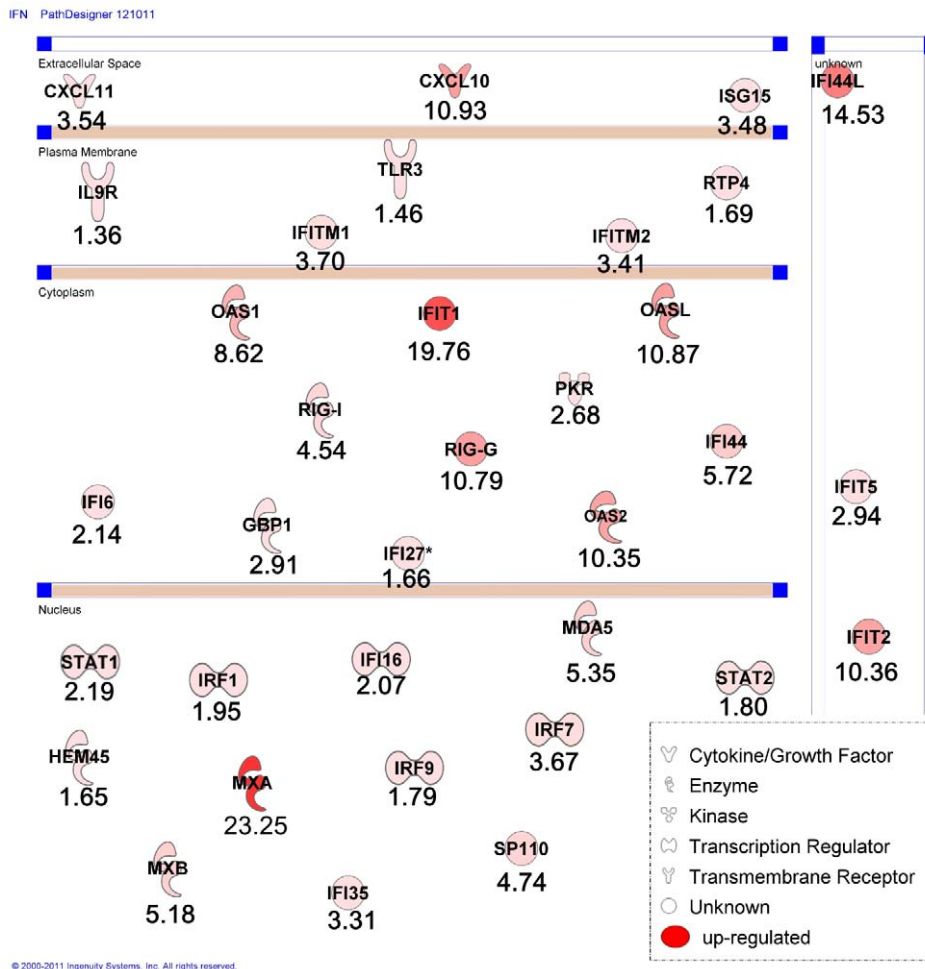 IFN PathDesigner 121011
Extracellular Space
unknown
CXCL11
3.54
CXCL10
10.93
ISG15
3.48
IFI44L
14.53
Plasma Membrane
IL9R
1.36
TLR3
1.46
RTP4
1.69
IFITM1
3.70
IFITM2
3.41
Cytoplasm
OAS1
8.62
IFIT1
19.76
OASL
10.87
PKR
2.68
RIG-I
4.54
RIG-G
10.79
IFI44
5.72
IFI6
2.14
GBP1
2.91
IFI27*
1.66
OAS2
10.35
IFIT5
2.94
Nucleus
MDA5
5.35
IFIT2
10.36
STAT1
2.19
IRF1
1.95
IFI16
2.07
STAT2
1.80
HEM45
1.65
MXA
23.25
IRF9
1.79
IRF7
3.67
MXB
5.18
IFI35
3.31
SP110
4.74
Cytokine/Growth Factor
Enzyme
Kinase
Transcription Regulator
Transmembrane Receptor
Unknown
up-regulated
© 2000-2011 Ingenuity Systems, Inc. All rights reserved.